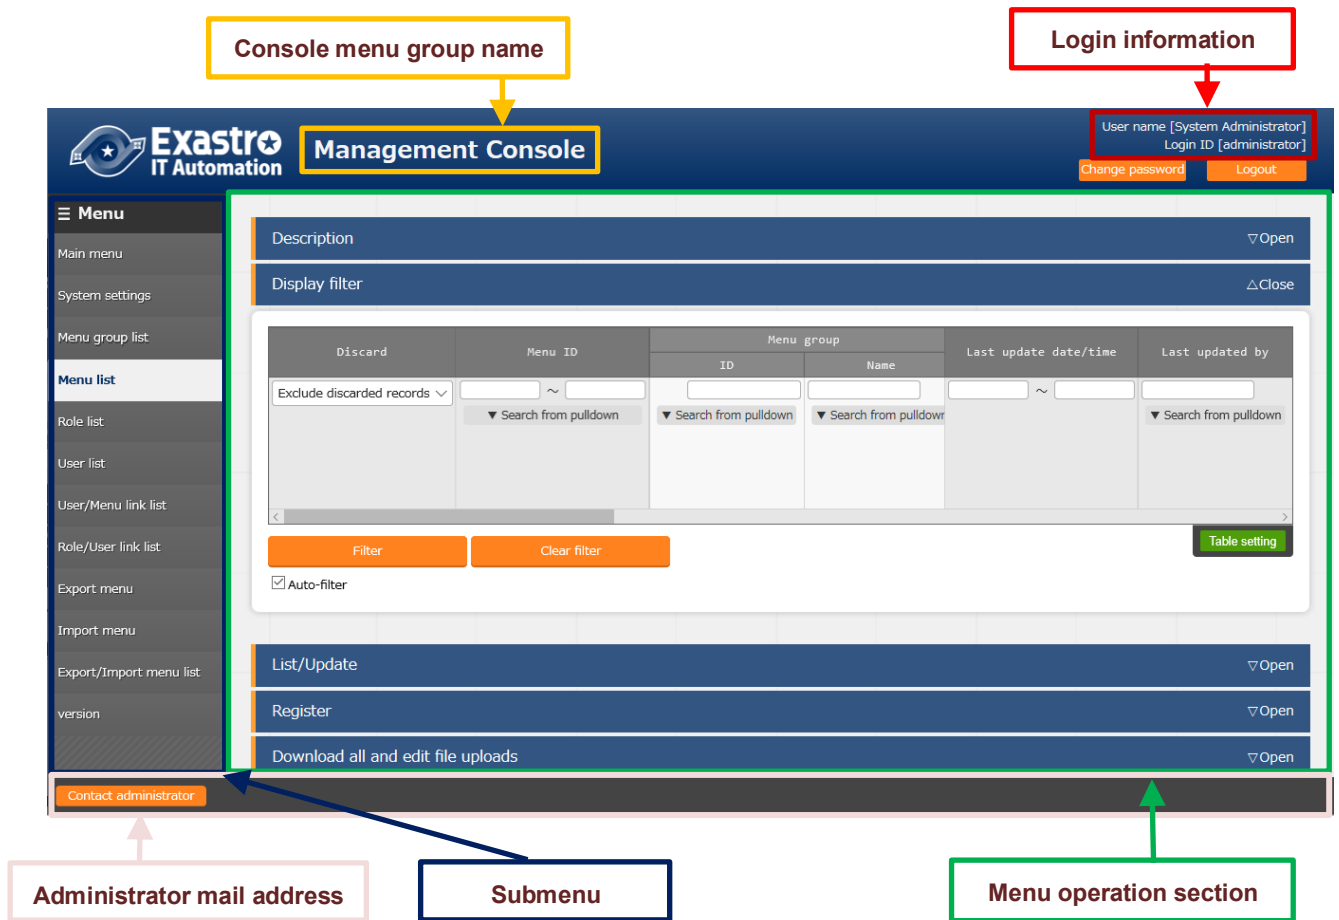 Console menu group name
Login information
Exastro
IT Automation
Management Console
User name [System Administrator]
Login ID [administrator]
Change password
Logout
☰ Menu
Main menu
System settings
Menu group list
Menu list
Role list
User list
User/Menu link list
Role/User link list
Export menu
Import menu
Export/Import menu list
version
Description
▽Open
Display filter
△Close
Discard
Menu ID
Menu group
ID
Name
Last update date/time
Last updated by
Exclude discarded records
~
~
▼ Search from pulldown
▼ Search from pulldown
▼ Search from pulldown
▼ Search from pulldown
Filter
Clear filter
Table setting
Auto-filter
List/Update
▽Open
Register
▽Open
Download all and edit file uploads
▽Open
Contact administrator
Administrator mail address
Submenu
Menu operation section